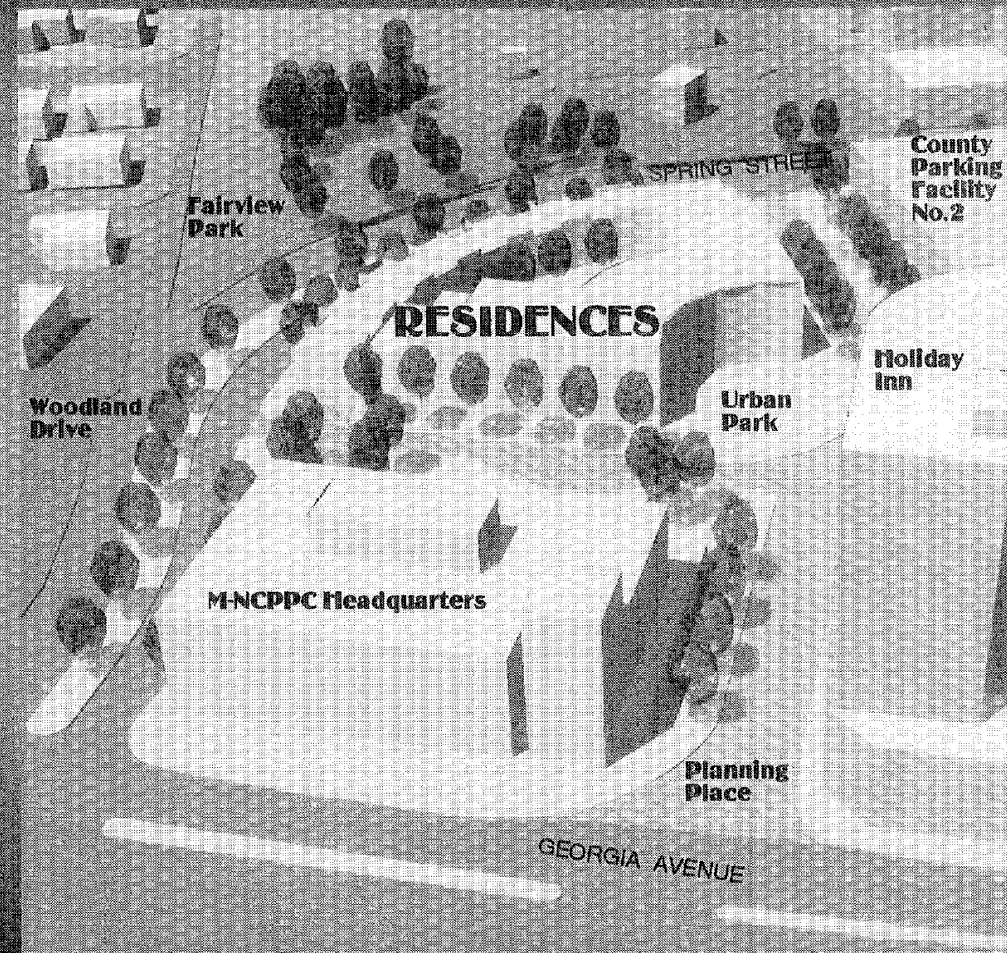 SPRING STREET
County
Parking
Facility
No.2
Fairview
Park
RESIDENCES
Holiday
Inn
Woodland
Drive
Urban
Park
M-NCPPC Headquarters
Planning
Place
GEORGIA AVENUE